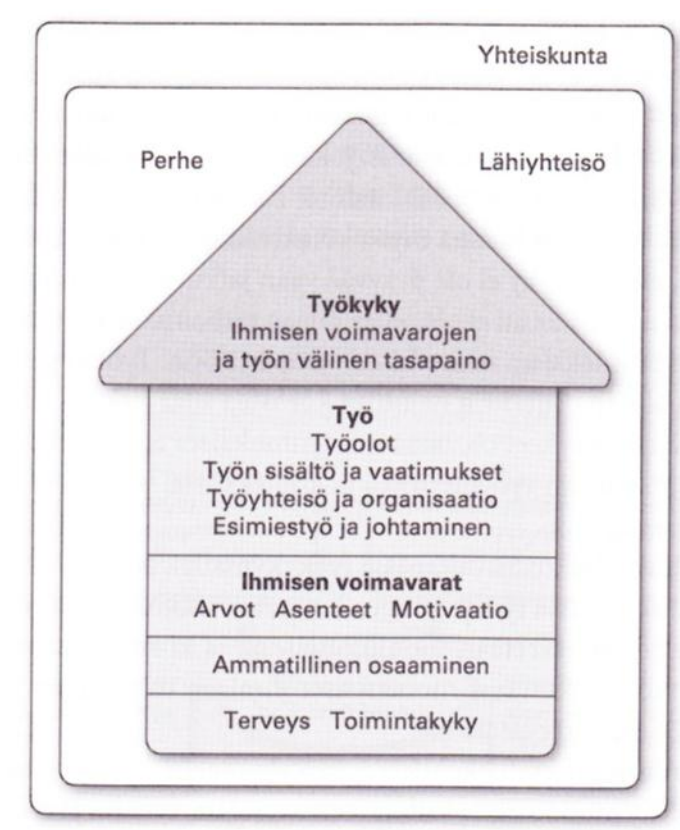 Yhteiskunta
Perhe
Lähiyhteisö
Työkyky
Ihmisen voimavarojen
ja työn välinen tasapaino
Työ
Työolot
Työn sisältö ja vaatimukset
Työyhteisö ja organisaatio
Esimiestyö ja johtaminen
Ihmisen voimavarat
Arvot Asenteet Motivaatio
Ammatillinen osaaminen
Terveys Toimintakyky